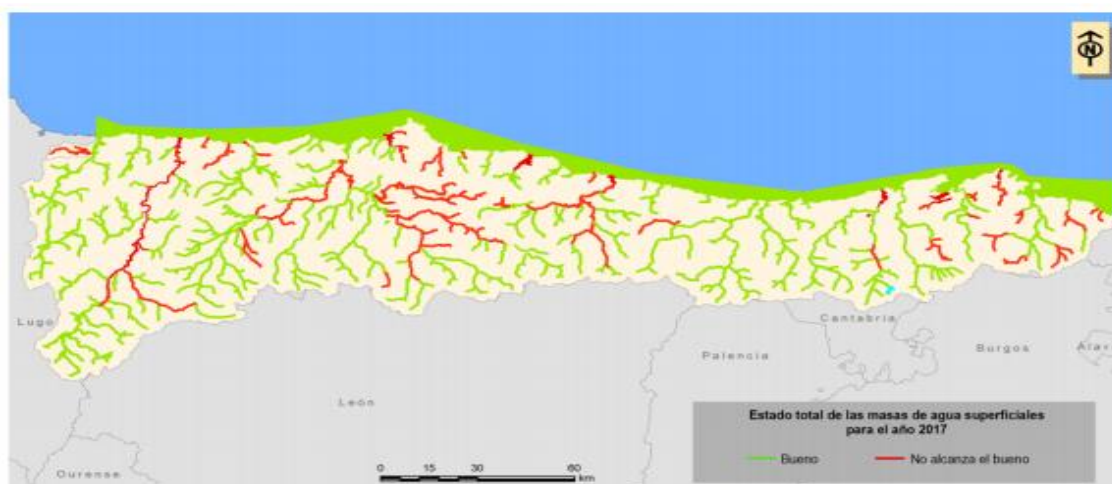 N
Lugo
Cantabria
Burgos
Palencia
León
Ourense
Estado total de las masas de agua superficiales
para el año 2017
Bueno
No alcanza el bueno
0 15 30 60
km